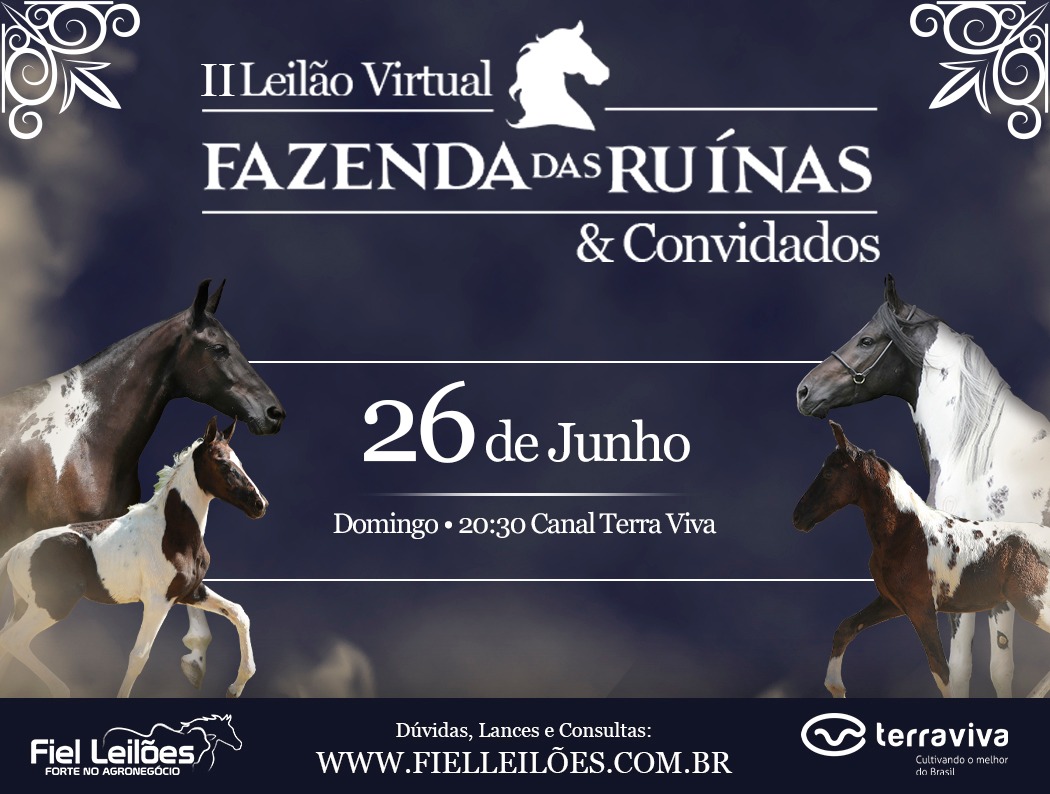 II Leilão Virtual
FAZENDA DAS RUÍNAS
& Convidados
26 de Junho
Domingo • 20:30 Canal Terra Viva
Fiel Leilões
FORTE NO AGRONEGÓCIO
Dúvidas, Lances e Consultas:
WWW.FIELLEILÕES.COM.BR
terraviva
Cultivando o melhor
do Brasil